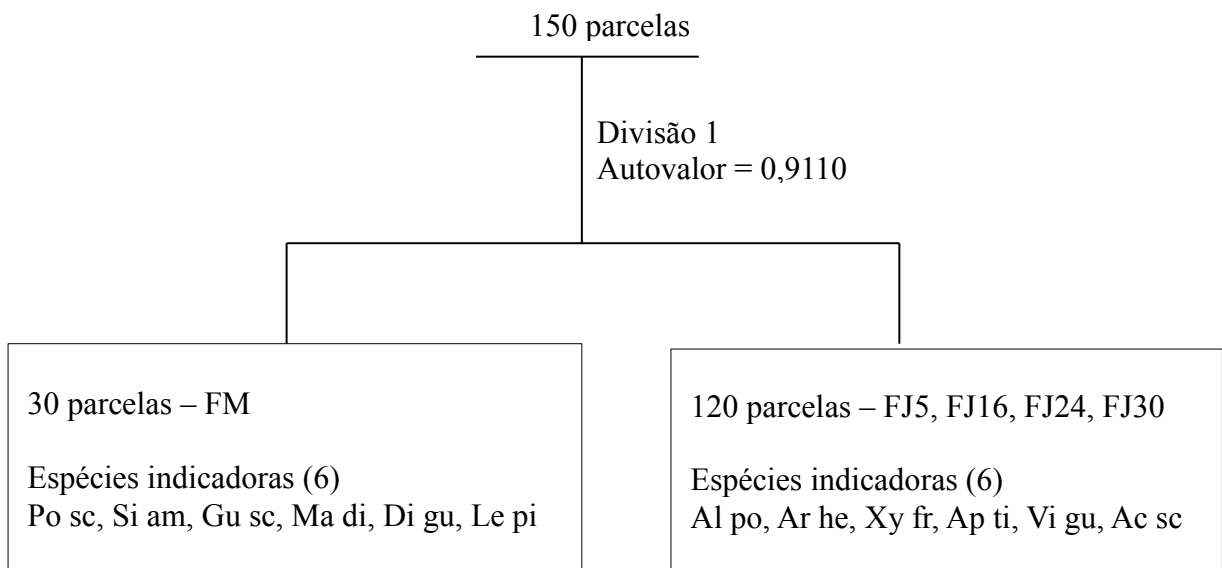 150 parcelas
Divisão 1
Autovalor = 0,9110
30 parcelas – FM
Espécies indicadoras (6)
Po sc, Si am, Gu sc, Ma di, Di gu, Le pi
120 parcelas – FJ5, FJ16, FJ24, FJ30
Espécies indicadoras (6)
Al po, Ar he, Xy fr, Ap ti, Vi gu, Ac sc